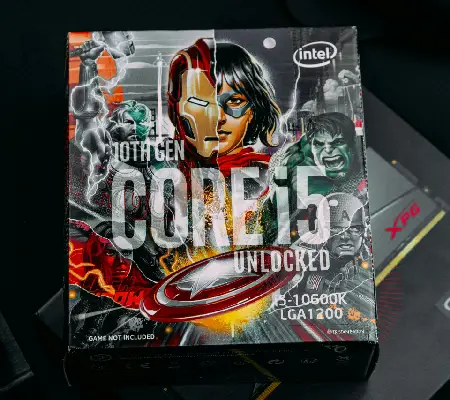 intel
10TH GEN
CORE i5
UNLOCKED
i5-10600K
LGA1200
GAME NOT INCLUDED
XPG